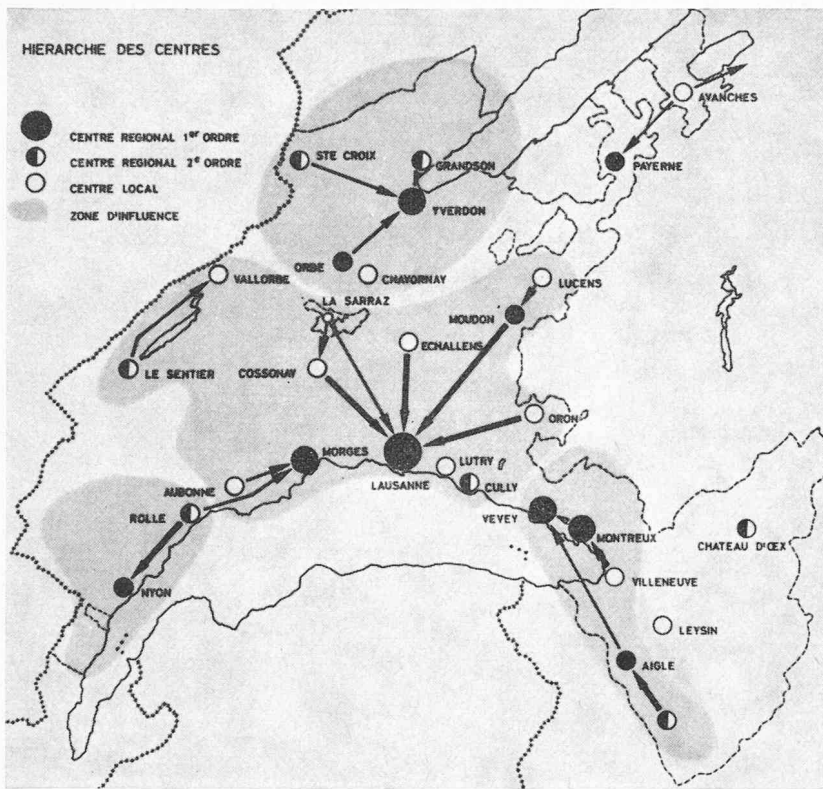 HIERARCHIE DES CENTRES
CENTRE REGIONAL 1er ORDRE
CENTRE REGIONAL 2e ORDRE
CENTRE LOCAL
ZONE D'INFLUENCE
AVANCHES
PAYERNE
STE CROIX
GRANDSON
YVERDON
ORBE
CHAVORNAY
VALLORBE
LUCENS
LA SARRAZ
MOUDON
ECHALLENS
LE SENTIER
COSSONAY
ORON
MORGES
LUTRY
LAUSANNE
CULLY
AUBONNE
ROLLE
VEVEY
MONTREUX
CHATEAU D'ŒX
NYON
VILLENEUVE
LEYSIN
AIGLE